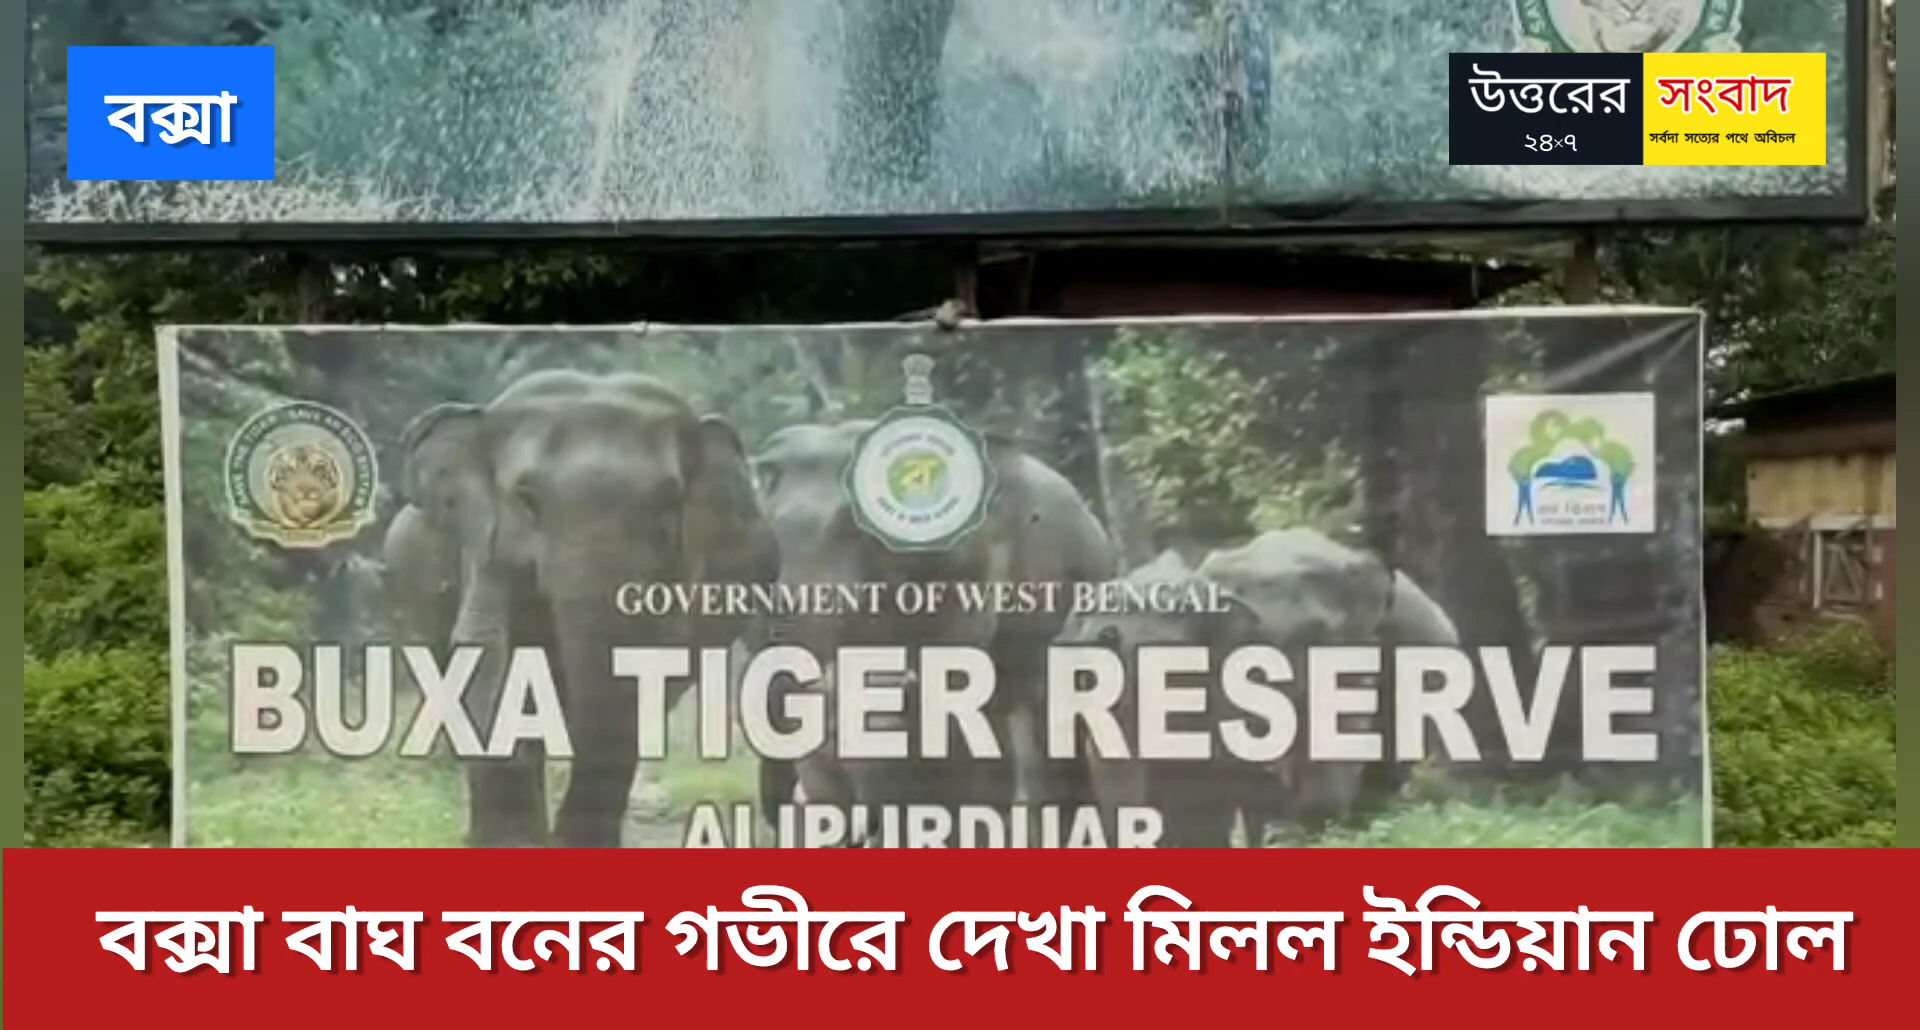 বক্সা
উত্তরের
২৪×৭
সংবাদ
সর্বদা সত্যের পথে অবিচল
GOVERNMENT OF WEST BENGAL
BUXA TIGER RESERVE
ALIPURDUAR
বক্সা বাঘ বনের গভীরে দেখা মিলল ইন্ডিয়ান ঢোল